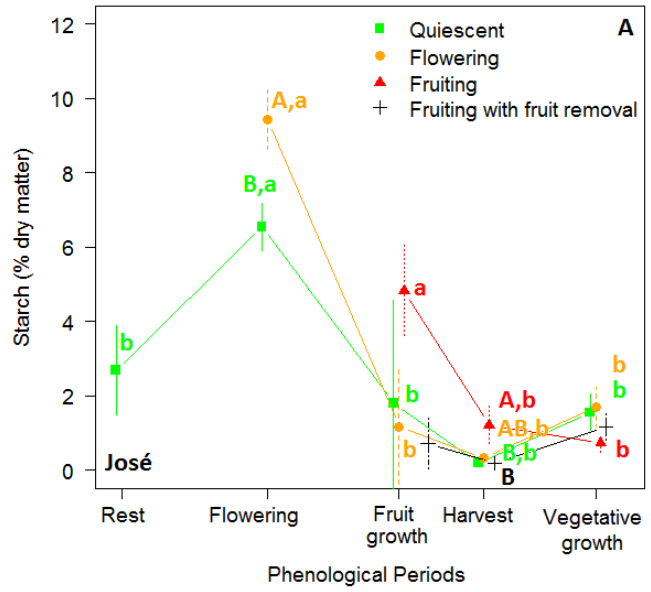 A
Quiescent
Flowering
Fruiting
Fruiting with fruit removal
Starch (% dry matter)
12
10
8
6
4
2
0
A,a
B,a
b
a
b
b
A,b
AB,b
B,b
B
b
b
b
José
Rest
Flowering
Fruit growth
Harvest
Vegetative growth
Phenological Periods